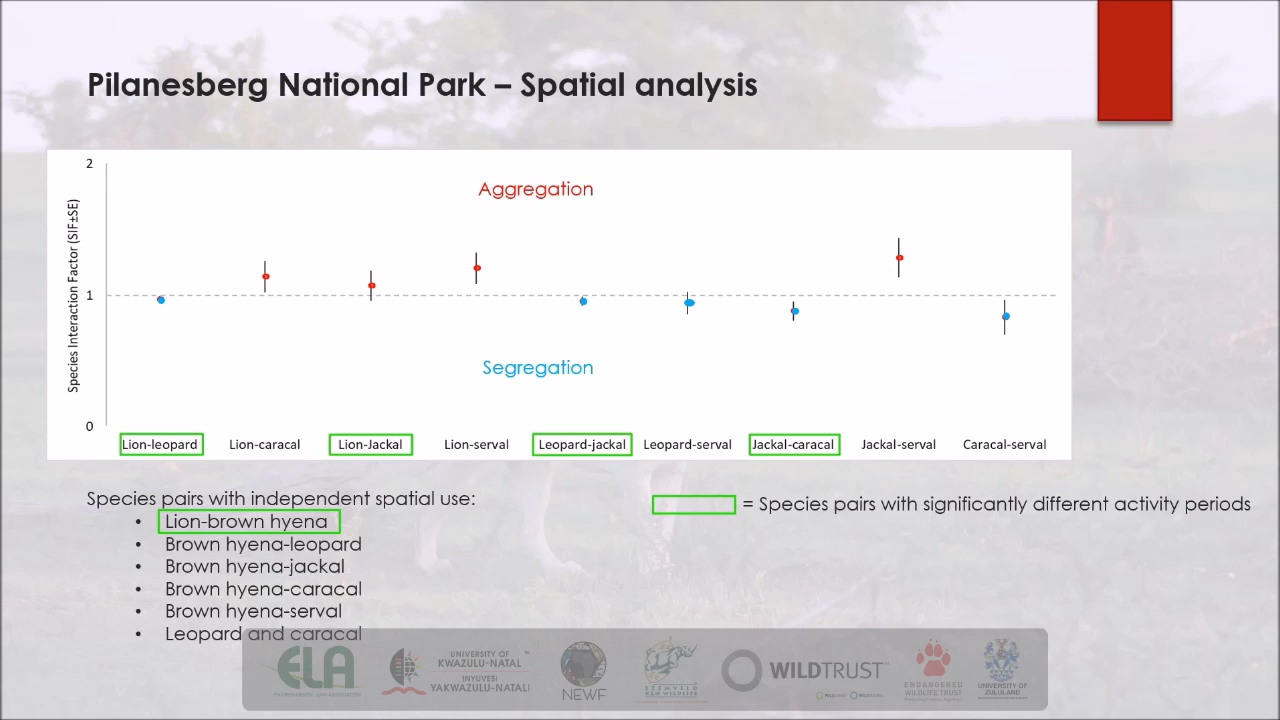 Pilanesberg National Park – Spatial analysis
2
Aggregation
Species Interaction Factor (SIF±SE)
1
Segregation
0
Lion-leopard Lion-caracal Lion-Jackal Lion-serval Leopard-jackal Leopard-serval Jackal-caracal Jackal-serval Caracal-serval
Species pairs with independent spatial use:
= Species pairs with significantly different activity periods
• Lion-brown hyena
• Brown hyena-leopard
• Brown hyena-jackal
• Brown hyena-caracal
• Brown hyena-serval
• Leopard and caracal
ELA
UNIVERSITY OF
KWAZULU-NATAL
INYUVESI
YAKWAZULU-NATALI
NEWF
WILDTRUST
ENDANGERED
WILDLIFE TRUST
UNIVERSITY OF
ZULULAND